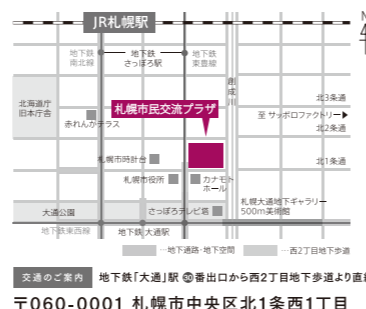 JR札幌駅
N
地下鉄
南北線
地下鉄
さっぽろ駅
地下鉄
東豊線
創成川
北海道庁
旧本庁舎
赤れんがテラス
札幌市民交流プラザ
北3条通
至 サッポロファクトリー▶
北2条通
札幌市時計台
北1条通
札幌市役所
カナモト
ホール
大通公園
さっぽろテレビ塔
札幌大通地下ギャラリー
500m美術館
地下鉄東西線
地下鉄 大通駅
…地下通路・地下空間
…西2丁目地下歩道
交通のご案内 地下鉄「大通」駅 ㉚番出口から西2丁目地下歩道より直
〒060-0001 札幌市中央区北1条西1丁目